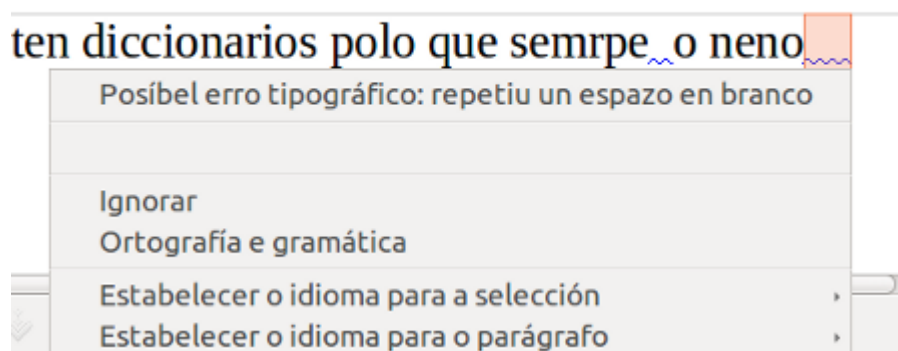 ten diccionarios polo que semrpe  o neno
Posíbel erro tipográfico: repetiu un espazo en branco
Ignorar
Ortografía e gramática
Estabelecer o idioma para a selección
Estabelecer o idioma para o parágrafo